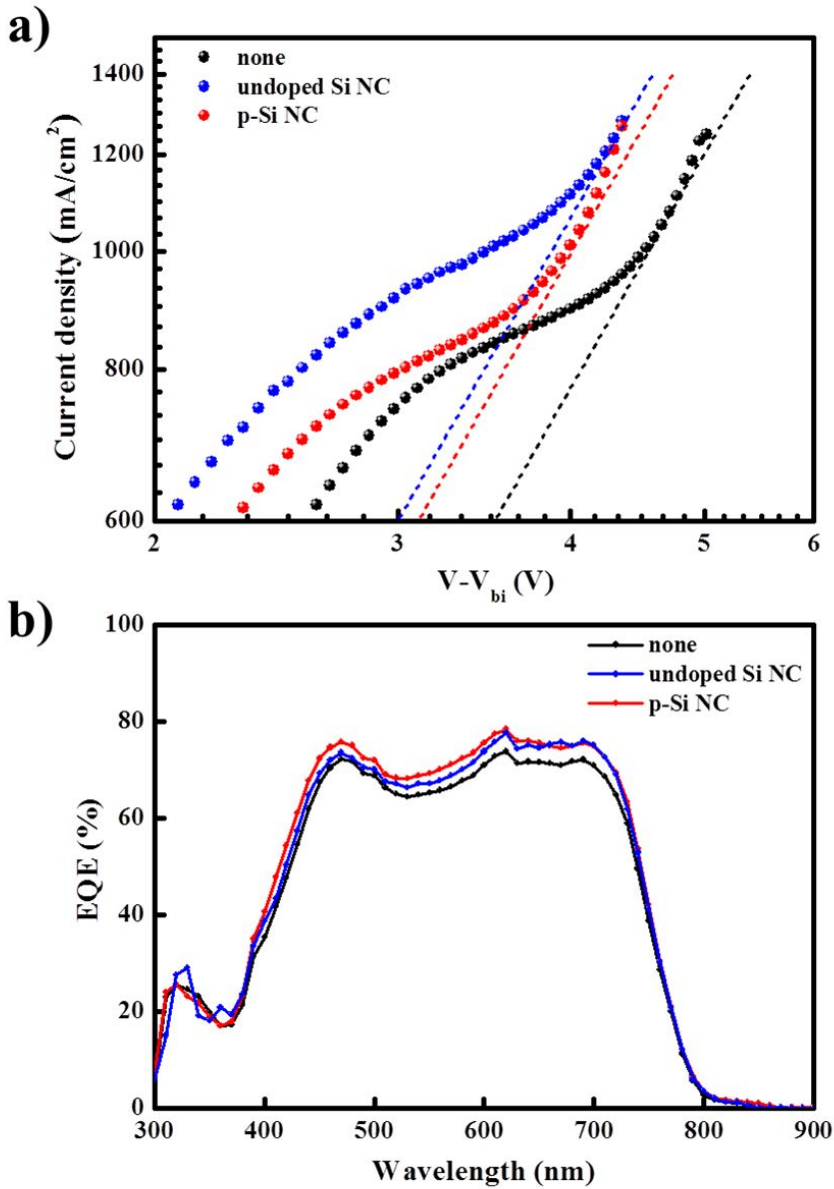 a)
none
undoped Si NC
p-Si NC
1400
1200
1000
800
600
Current density (mA/cm²)
2 3 4 5 6
V-V_bi (V)
b)
none
undoped Si NC
p-Si NC
100
80
60
40
20
0
EQE (%)
300 400 500 600 700 800 900
Wavelength (nm)